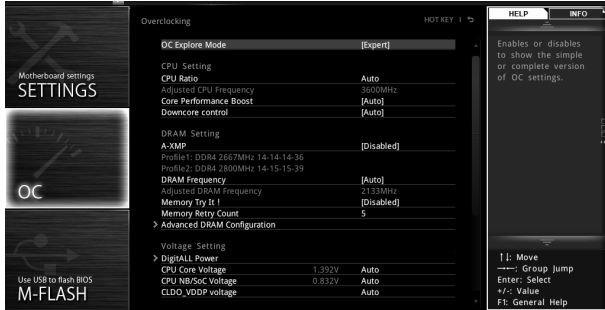 Overclocking
HOT KEY | ↶
HELP
INFO
Motherboard settings
SETTINGS
OC
Use USB to flash BIOS
M-FLASH
OC Explore Mode [Expert]
CPU Setting
CPU Ratio Auto
Adjusted CPU Frequency 3600MHz
Core Performance Boost [Auto]
Downcore control [Auto]
DRAM Setting
A-XMP [Disabled]
Profile1: DDR4 2667MHz 14-14-14-36
Profile2: DDR4 2800MHz 14-15-15-39
DRAM Frequency [Auto]
Adjusted DRAM Frequency 2133MHz
Memory Try It ! [Disabled]
Memory Retry Count 5
> Advanced DRAM Configuration
Voltage Setting
> DigitALL Power
CPU Core Voltage 1.392V Auto
CPU NB/SoC Voltage 0.832V Auto
CLDO_VDDP voltage Auto
Enables or disables
to show the simple
or complete version
of OC settings.
↑↓: Move
→←: Group Jump
Enter: Select
+/-: Value
F1: General Help